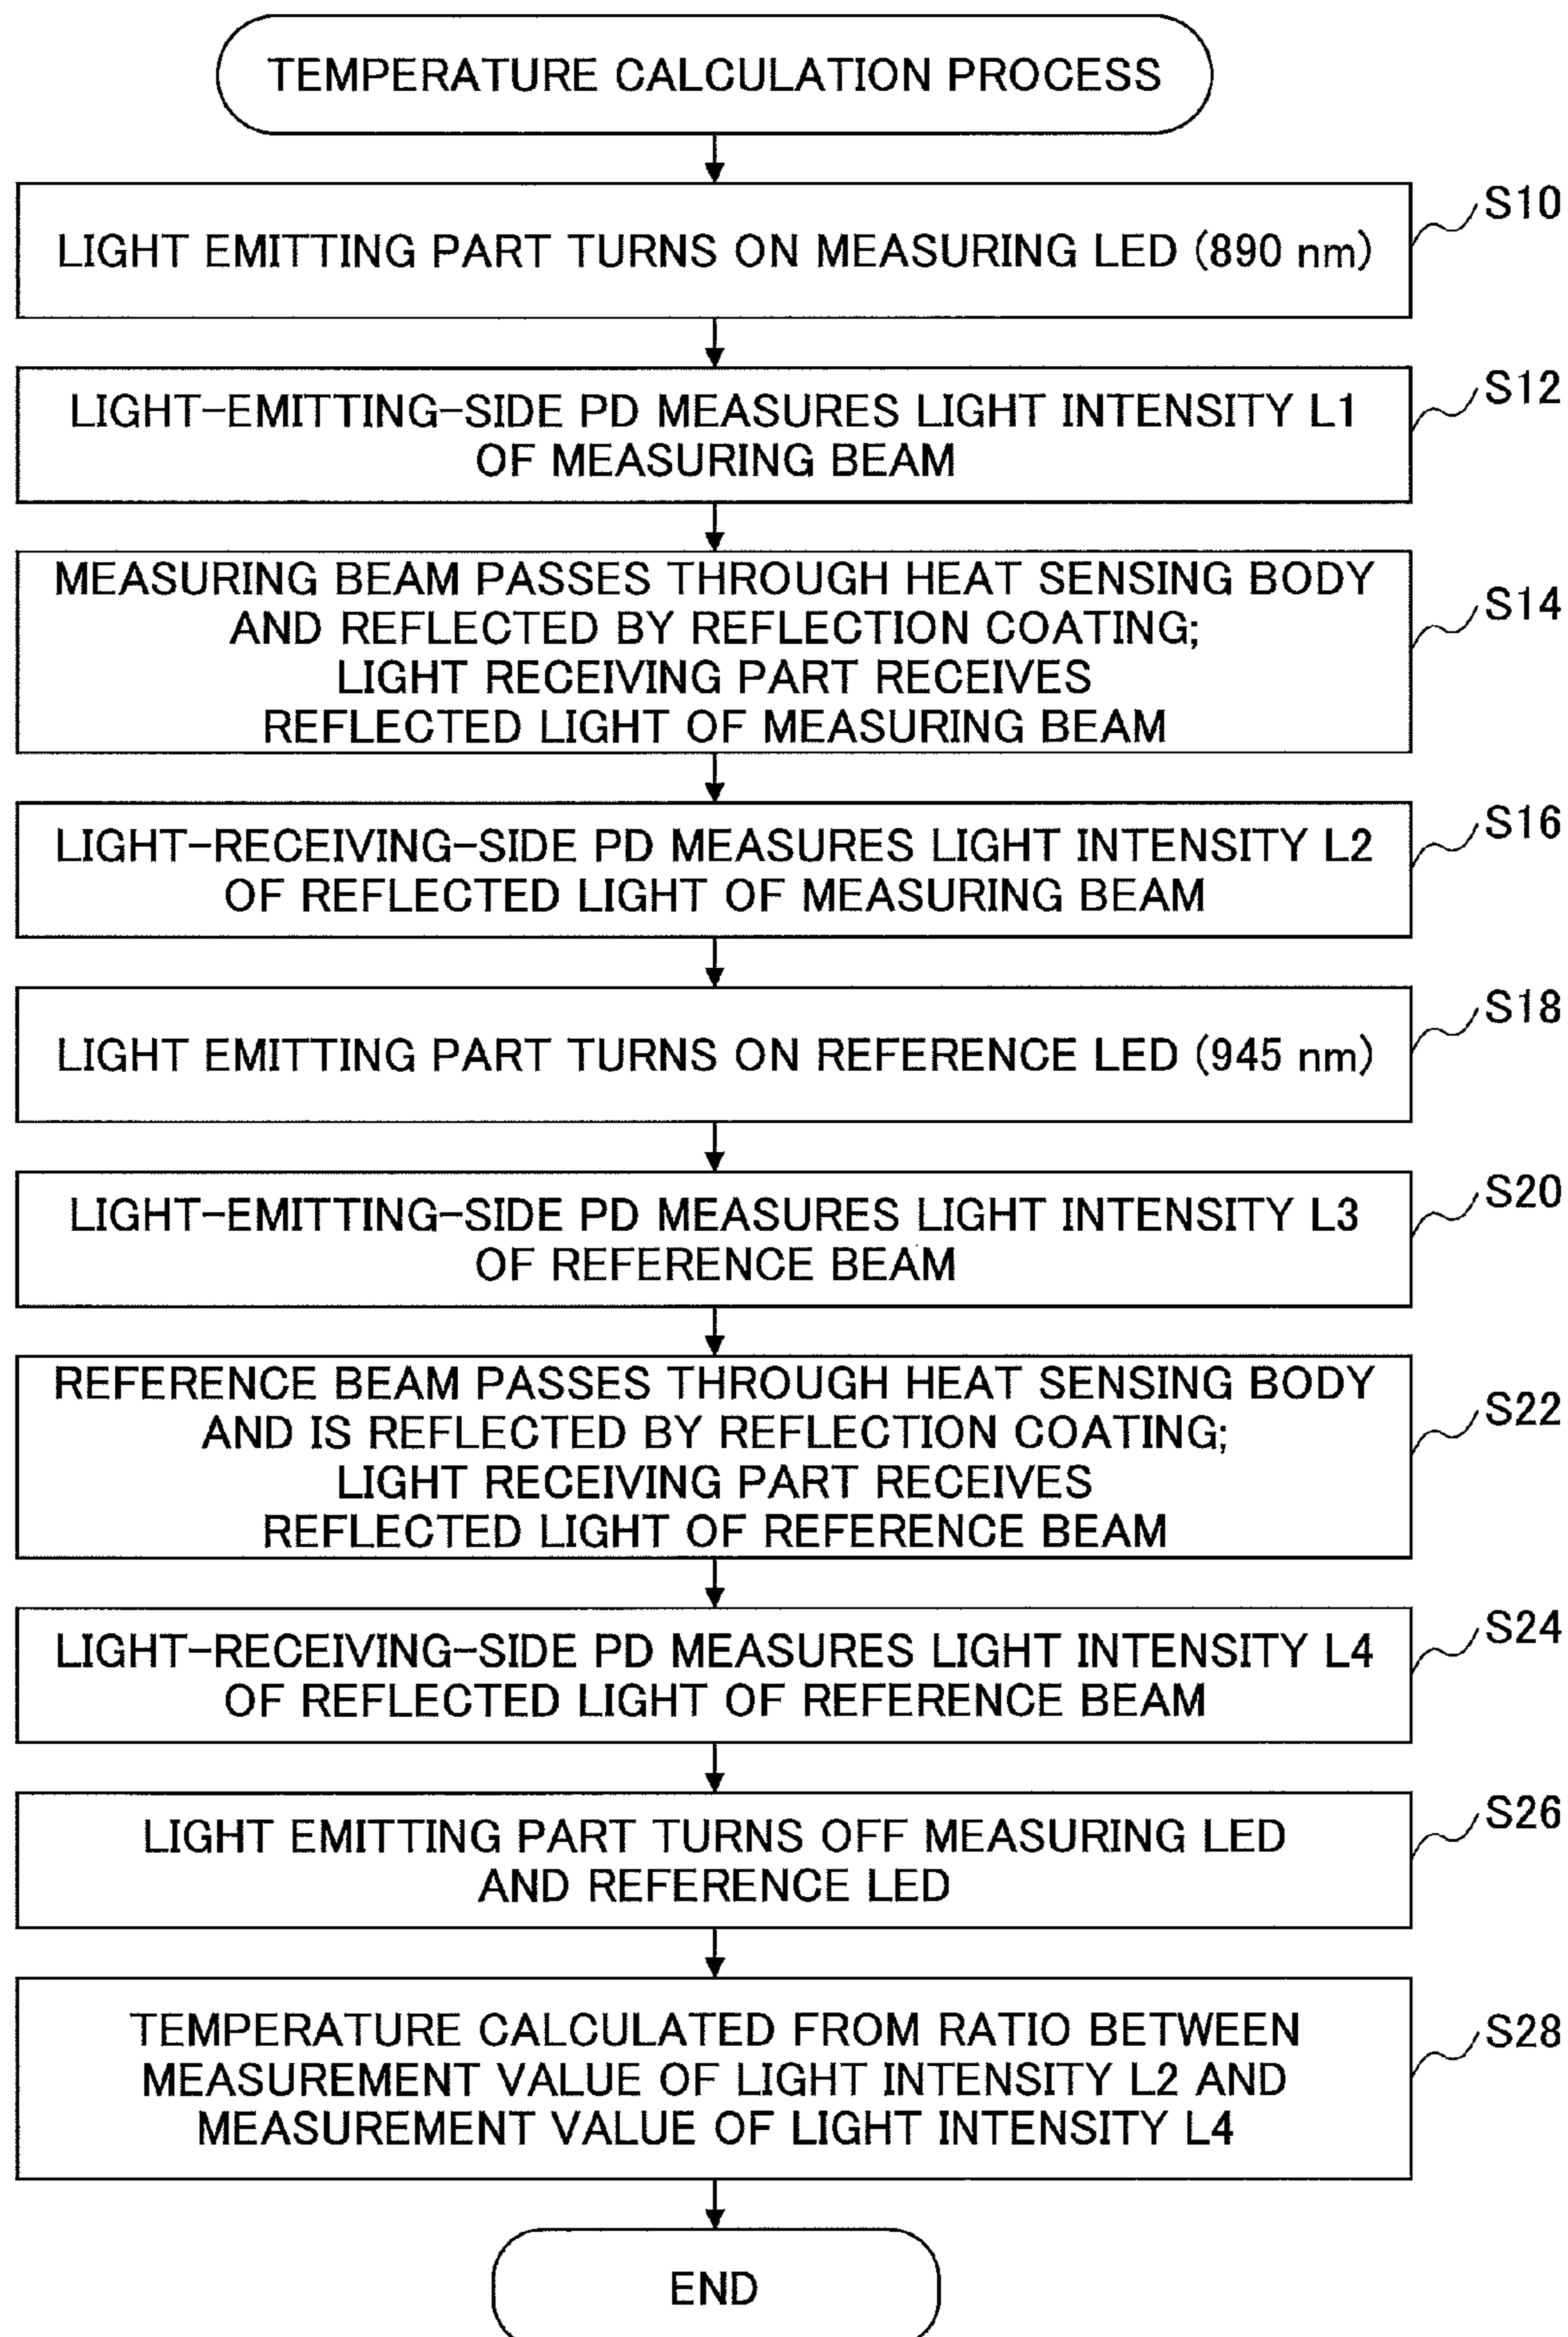 TEMPERATURE CALCULATION PROCESS
S10
LIGHT EMITTING PART TURNS ON MEASURING LED (890 nm)
S12
LIGHT-EMITTING-SIDE PD MEASURES LIGHT INTENSITY L1
OF MEASURING BEAM
S14
MEASURING BEAM PASSES THROUGH HEAT SENSING BODY
AND REFLECTED BY REFLECTION COATING;
LIGHT RECEIVING PART RECEIVES
REFLECTED LIGHT OF MEASURING BEAM
S16
LIGHT-RECEIVING-SIDE PD MEASURES LIGHT INTENSITY L2
OF REFLECTED LIGHT OF MEASURING BEAM
S18
LIGHT EMITTING PART TURNS ON REFERENCE LED (945 nm)
S20
LIGHT-EMITTING-SIDE PD MEASURES LIGHT INTENSITY L3
OF REFERENCE BEAM
S22
REFERENCE BEAM PASSES THROUGH HEAT SENSING BODY
AND IS REFLECTED BY REFLECTION COATING;
LIGHT RECEIVING PART RECEIVES
REFLECTED LIGHT OF REFERENCE BEAM
S24
LIGHT-RECEIVING-SIDE PD MEASURES LIGHT INTENSITY L4
OF REFLECTED LIGHT OF REFERENCE BEAM
S26
LIGHT EMITTING PART TURNS OFF MEASURING LED
AND REFERENCE LED
S28
TEMPERATURE CALCULATED FROM RATIO BETWEEN
MEASUREMENT VALUE OF LIGHT INTENSITY L2 AND
MEASUREMENT VALUE OF LIGHT INTENSITY L4
END